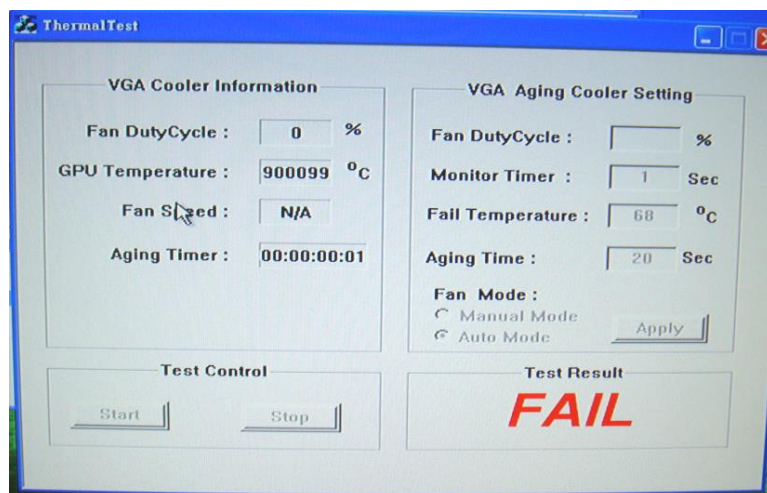 ThermalTest
VGA Cooler Information
Fan DutyCycle : 0 %
GPU Temperature : 900099 °C
Fan Speed : N/A
Aging Timer : 00:00:00:01
VGA Aging Cooler Setting
Fan DutyCycle : %
Monitor Timer : 1 Sec
Fail Temperature : 68 °C
Aging Time : 20 Sec
Fan Mode :
Manual Mode
Auto Mode
Apply
Test Control
Start Stop
Test Result
FAIL